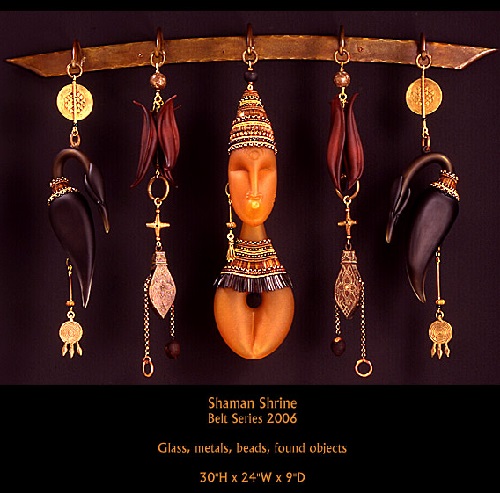 Shaman Shrine
Belt Series 2006
Glass, metals, beads, found objects
30"H x 24"W x 9"D